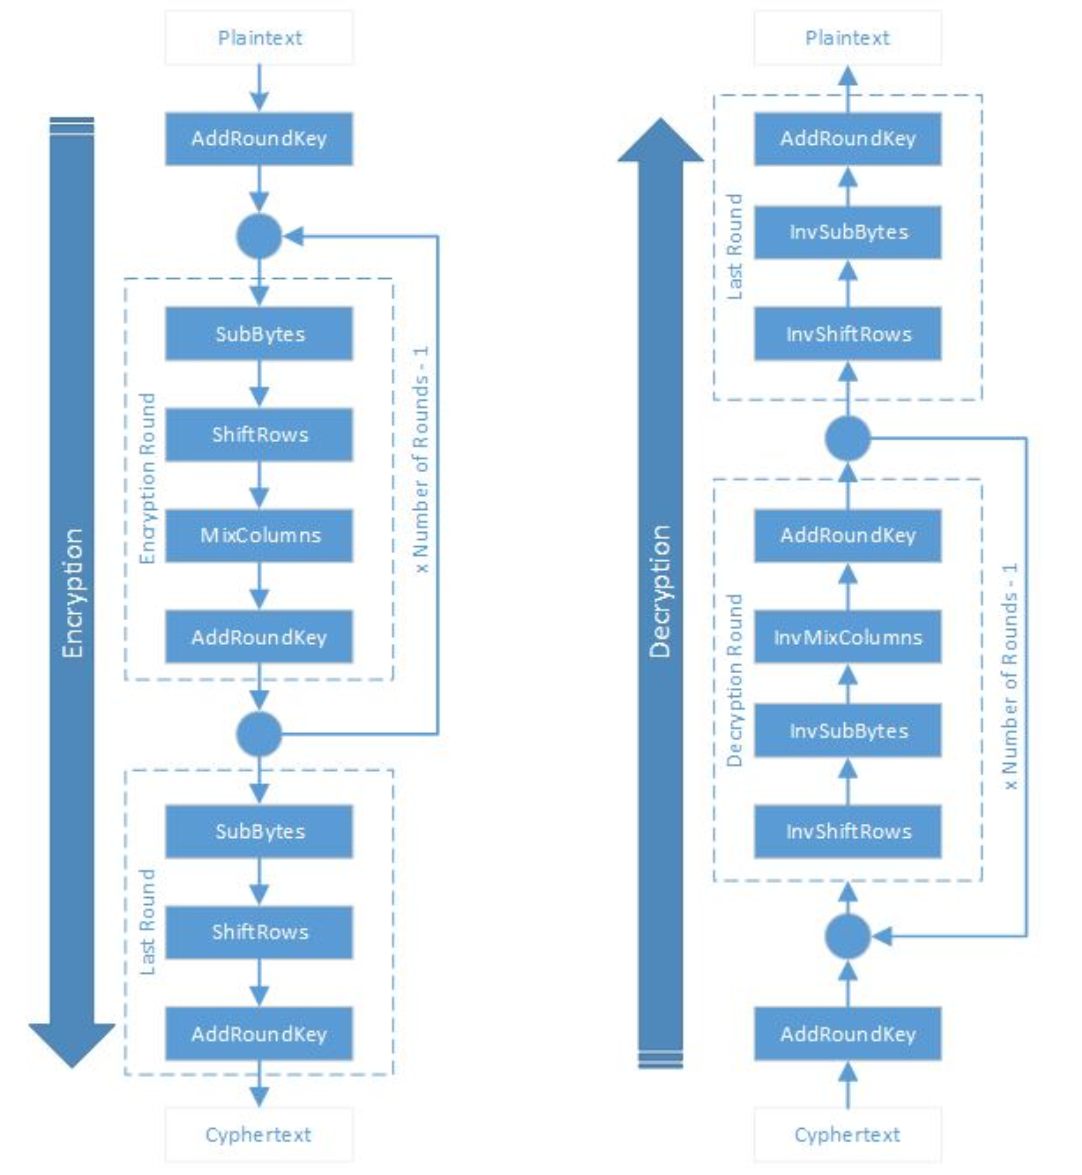 Plaintext
AddRoundKey
SubBytes
ShiftRows
MixColumns
AddRoundKey
Encryption Round
x Number of Rounds - 1
Encryption
SubBytes
ShiftRows
AddRoundKey
Last Round
Cyphertext
Plaintext
AddRoundKey
InvSubBytes
InvShiftRows
Last Round
Decryption
AddRoundKey
InvMixColumns
InvSubBytes
InvShiftRows
Decryption Round
x Number of Rounds - 1
AddRoundKey
Cyphertext